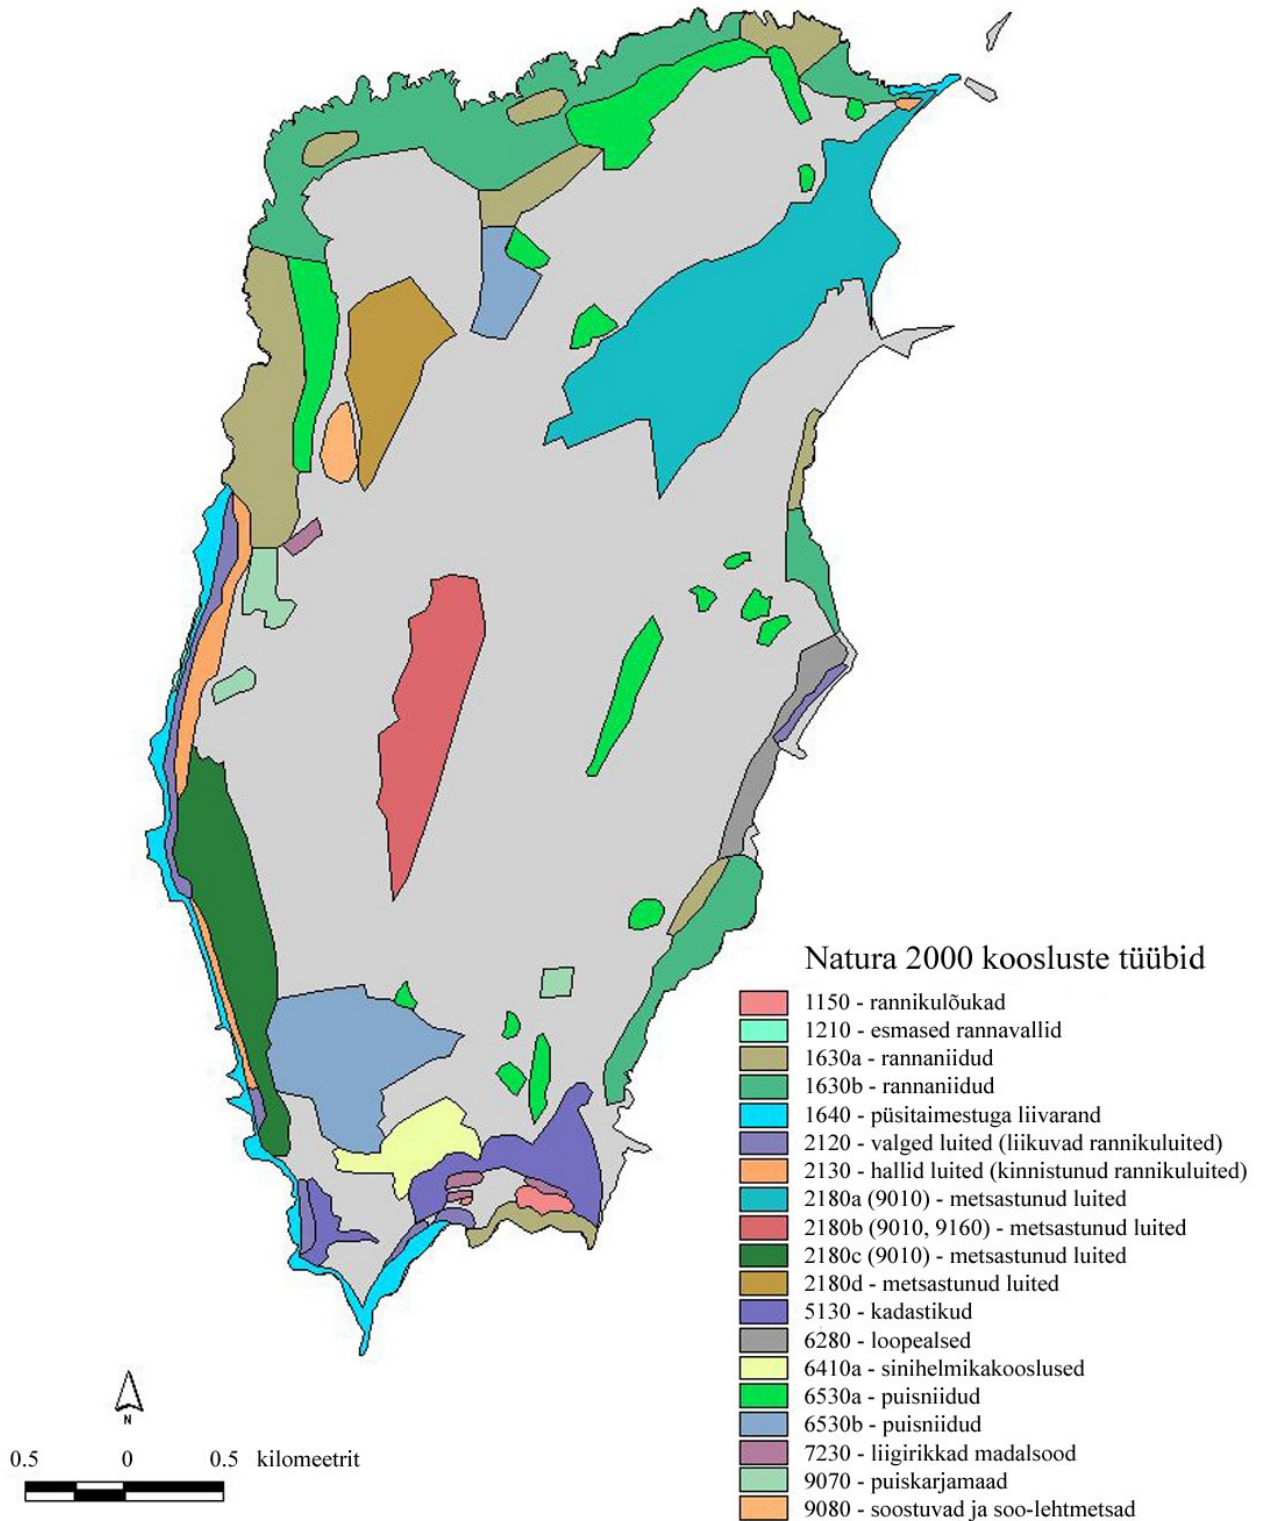 Natura 2000 koosluste tüübid
1150 - rannikulõukad
1210 - esmased rannavallid
1630a - rannaniidud
1630b - rannaniidud
1640 - püsitaimestuga liivarand
2120 - valged luited (liikuvad rannikuluited)
2130 - hallid luited (kinnistunud rannikuluited)
2180a (9010) - metsastunud luited
2180b (9010, 9160) - metsastunud luited
2180c (9010) - metsastunud luited
2180d - metsastunud luited
5130 - kadastikud
6280 - loopealsed
6410a - sinihelmikakooslused
6530a - puisniidud
6530b - puisniidud
7230 - liigirikkad madalsood
9070 - puiskarjamaad
9080 - soostuvad ja soo-lehtmetsad
N
0.5 0 0.5 kilomeetrit